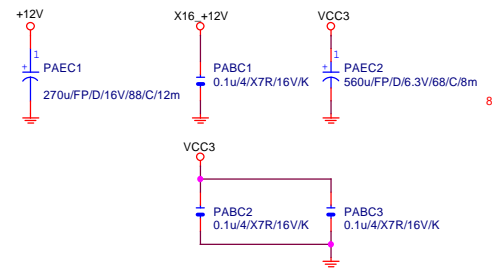 +12V
X16_+12V
VCC3
1
1
+
PAEC1
PABC1
+
PAEC2
0.1u/4/X7R/16V/K
560u/FP/D/6.3V/68/C/8m
270u/FP/D/16V/88/C/12m
8
VCC3
PABC2
PABC3
0.1u/4/X7R/16V/K
0.1u/4/X7R/16V/K